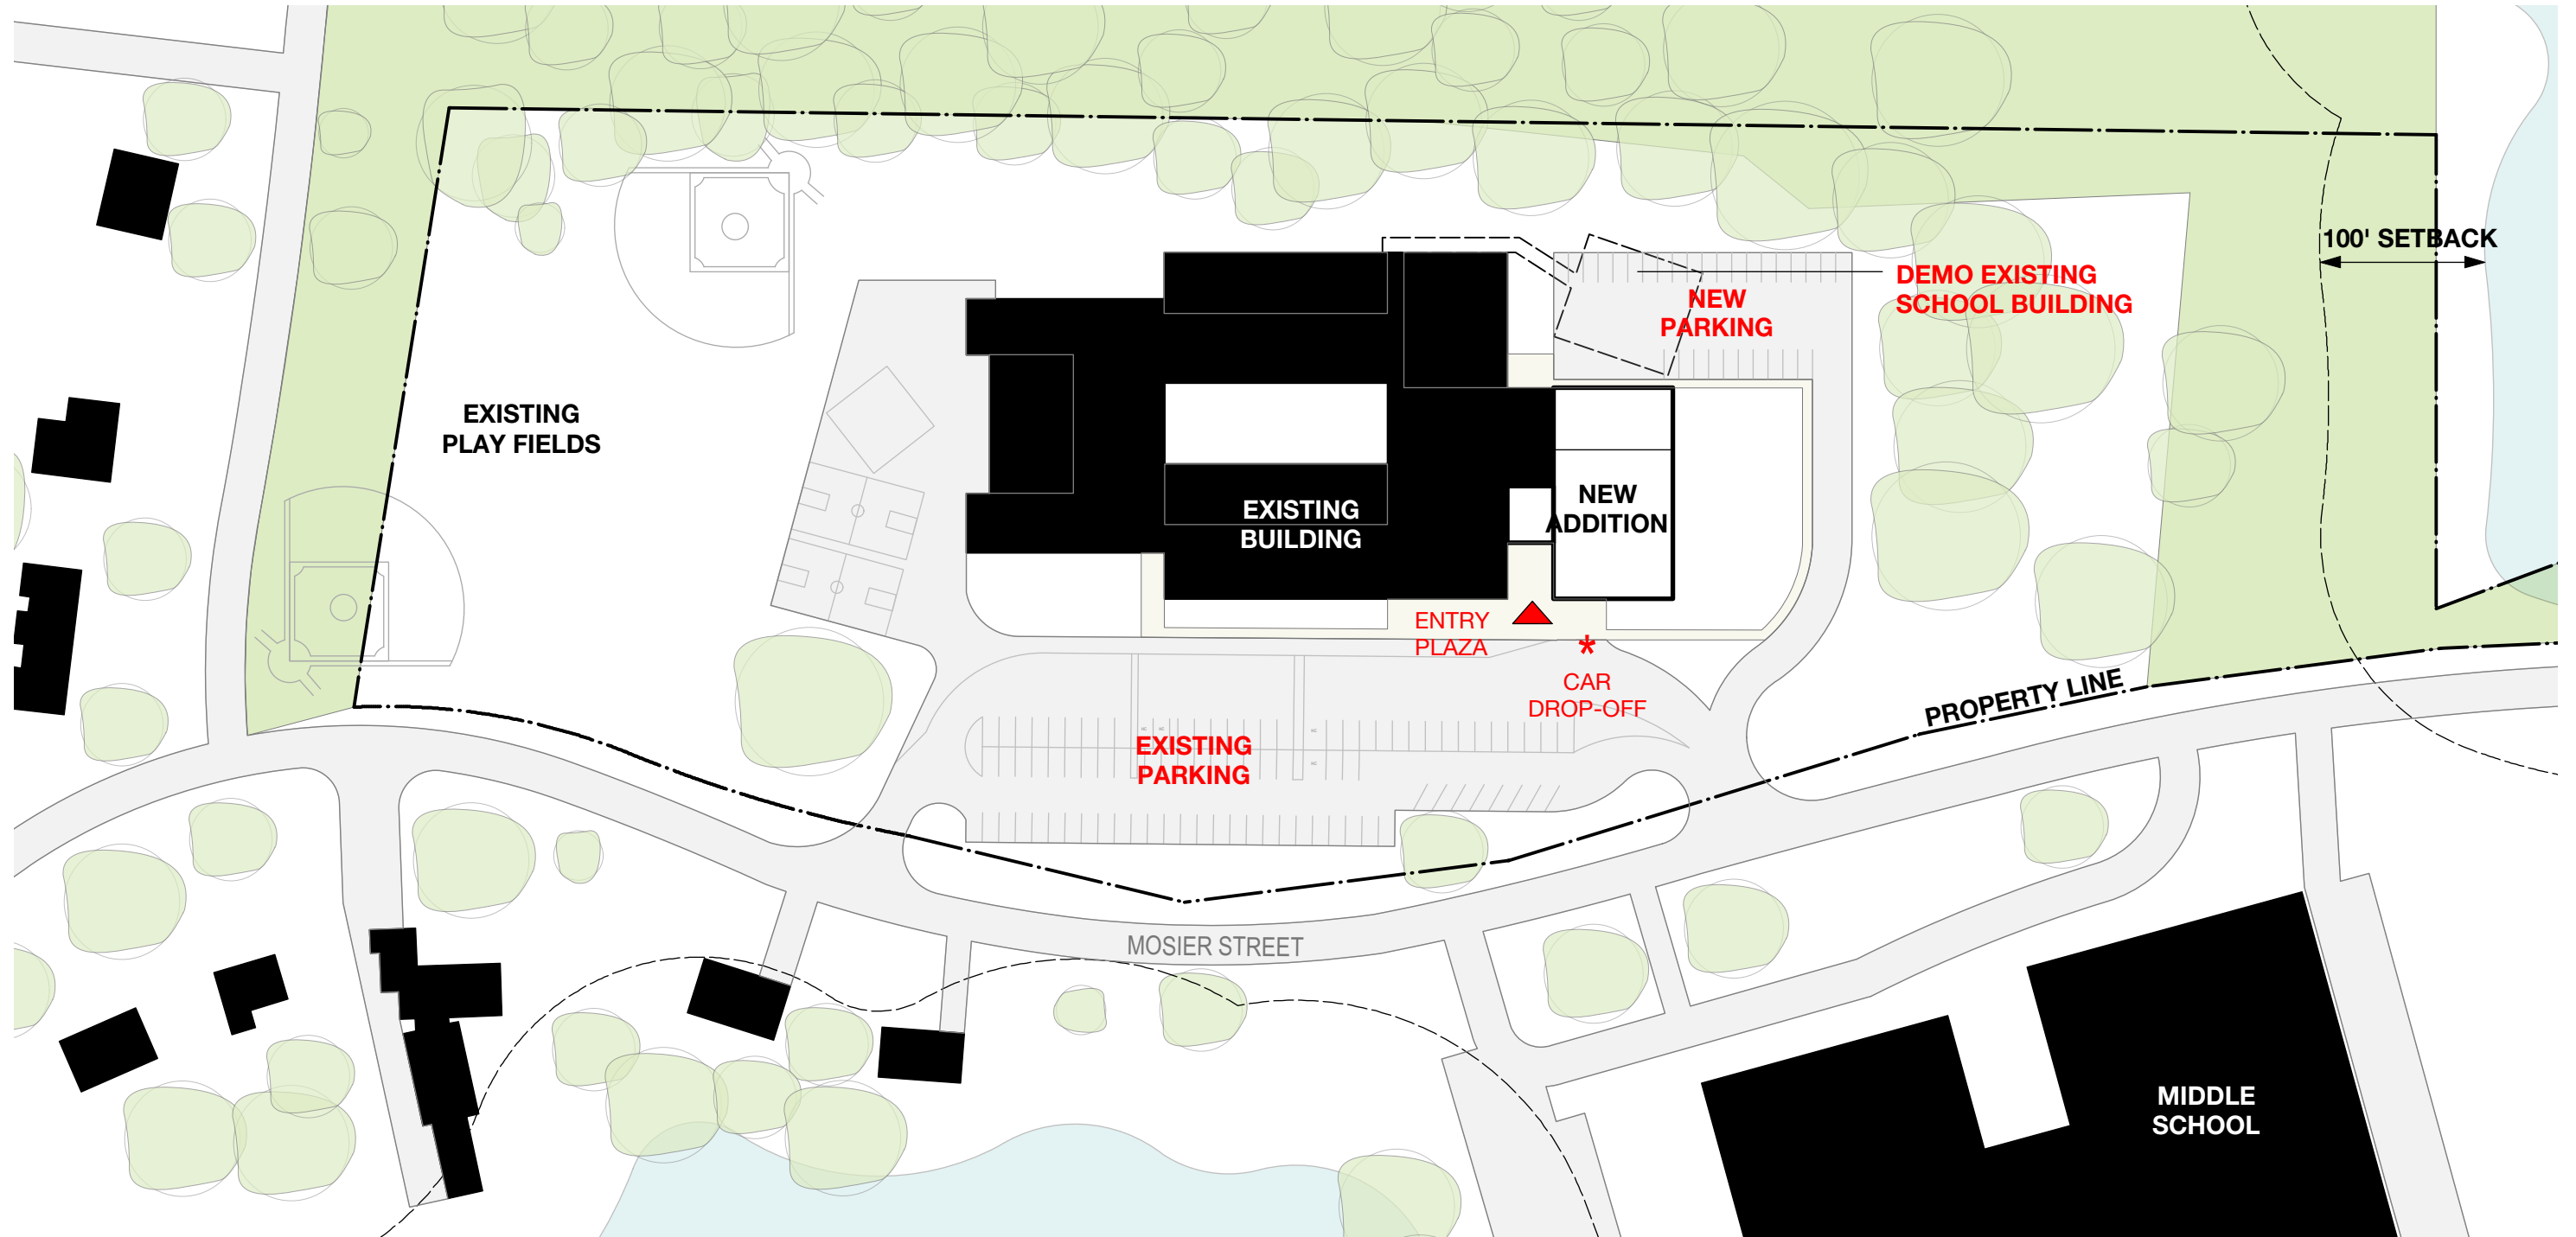 100' SETBACK
DEMO EXISTING
SCHOOL BUILDING
NEW
PARKING
EXISTING
PLAY FIELDS
NEW
ADDITION
EXISTING
BUILDING
ENTRY
PLAZA
*
CAR
DROP-OFF
PROPERTY LINE
EXISTING
PARKING
MOSIER STREET
MIDDLE
SCHOOL